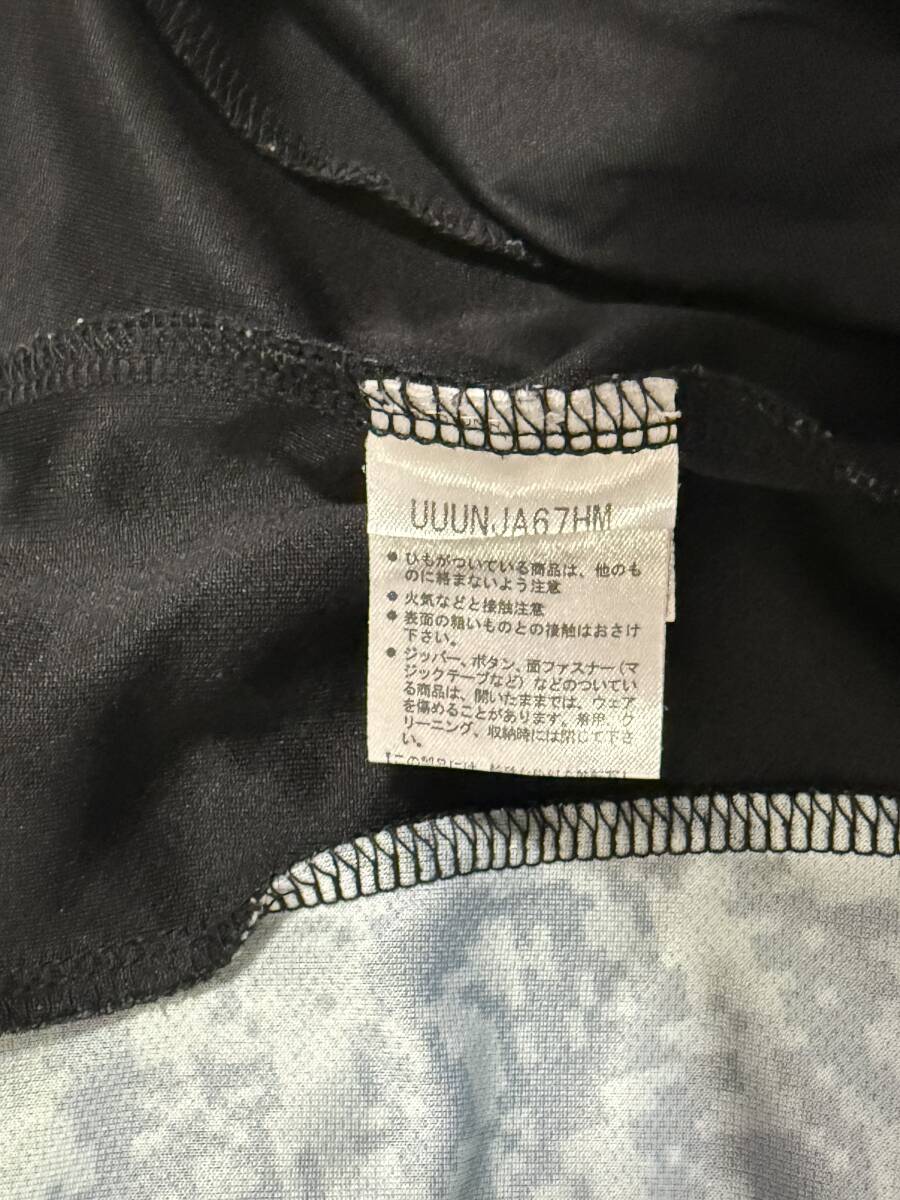 UUUNJA67HM
● ひもがついている商品は、他のも
のに絡まないよう注意
● 火気などと接触注意
● 表面の粗いものとの接触はおさけ
下さい。
● ジッパー、ボタン、面ファスナー(マ
ジックテープなど)などのついてい
る商品は、開いたままでは、ウェア
を傷めることがあります。着用、ク
リーニング、収納時には閉じて下さ
い。